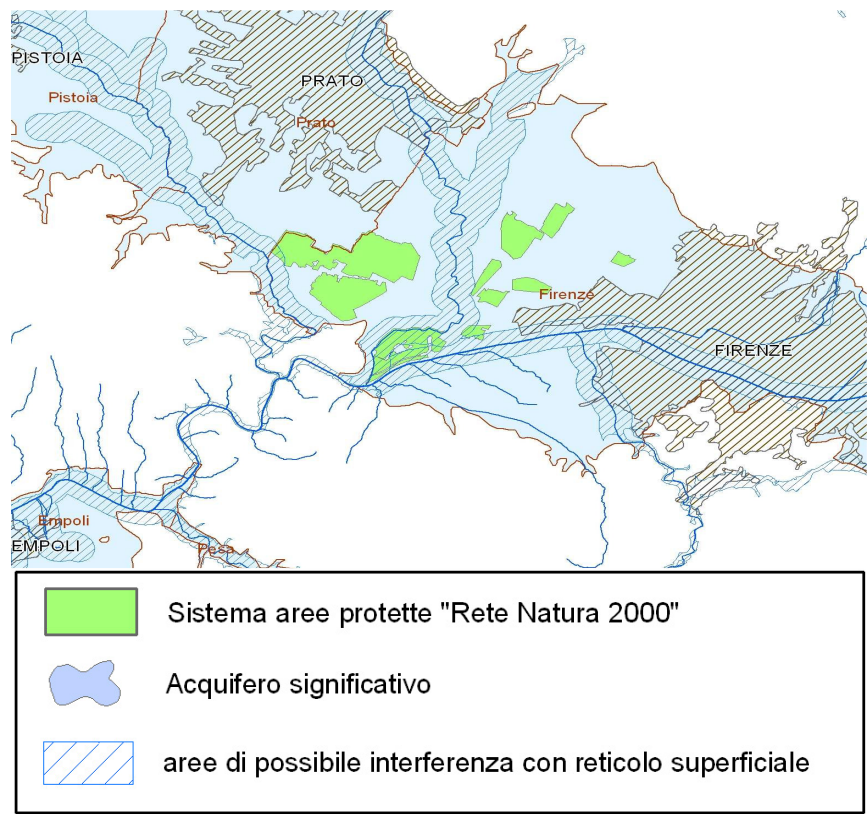 PISTOIA
Pistoia
PRATO
Prato
Firenze
FIRENZE
Empoli
EMPOLI
Pesa
Sistema aree protette "Rete Natura 2000"
Acquifero significativo
aree di possibile interferenza con reticolo superficiale